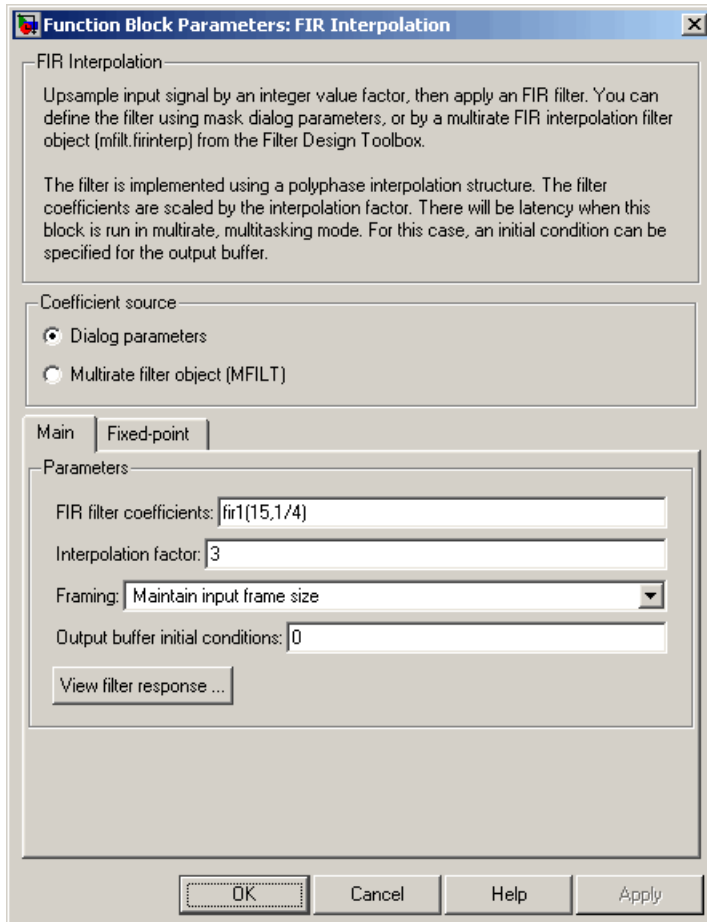 Function Block Parameters: FIR Interpolation
FIR Interpolation
Upsample input signal by an integer value factor, then apply an FIR filter. You can
define the filter using mask dialog parameters, or by a multirate FIR interpolation filter
object (mfilt.firinterp) from the Filter Design Toolbox.
The filter is implemented using a polyphase interpolation structure. The filter
coefficients are scaled by the interpolation factor. There will be latency when this
block is run in multirate, multitasking mode. For this case, an initial condition can be
specified for the output buffer.
Coefficient source
Dialog parameters
Multirate filter object (MFILT)
Main Fixed-point
Parameters
FIR filter coefficients: fir1(15,1/4)
Interpolation factor: 3
Framing: Maintain input frame size
Output buffer initial conditions: 0
View filter response ...
OK Cancel Help Apply